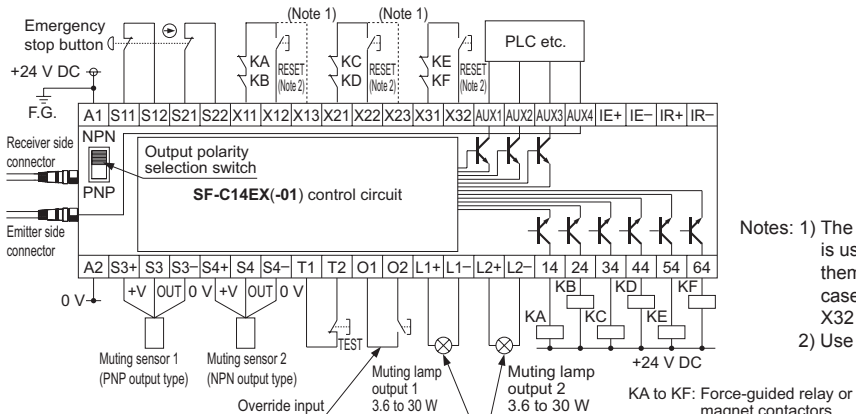 (Note 1) (Note 1)
Emergency
stop button
PLC etc.
+24 V DC
KA KC KE
KB KD KF
RESET RESET RESET
(Note 2) (Note 2) (Note 2)
F.G.
A1 S11 S12 S21 S22 X11 X12 X13 X21 X22 X23 X31 X32 AUX1 AUX2 AUX3 AUX4 IE+ IE− IR+ IR−
Receiver side
connector
NPN
PNP
Output polarity
selection switch
SF-C14EX(-01) control circuit
Emitter side
connector
Notes: 1) The
is us
them
case
X32
2) Use
A2 S3+ S3 S3− S4+ S4 S4− T1 T2 O1 O2 L1+ L1− L2+ L2− 14 24 34 44 54 64
0 V
+V OUT 0 V +V OUT 0 V
KB KD KF
KA KC KE
TEST
+24 V DC
Muting sensor 1
(PNP output type)
Muting sensor 2
(NPN output type)
Override input
Muting lamp
output 1
3.6 to 30 W
Muting lamp
output 2
3.6 to 30 W
KA to KF: Force-guided relay or
magnet contactors